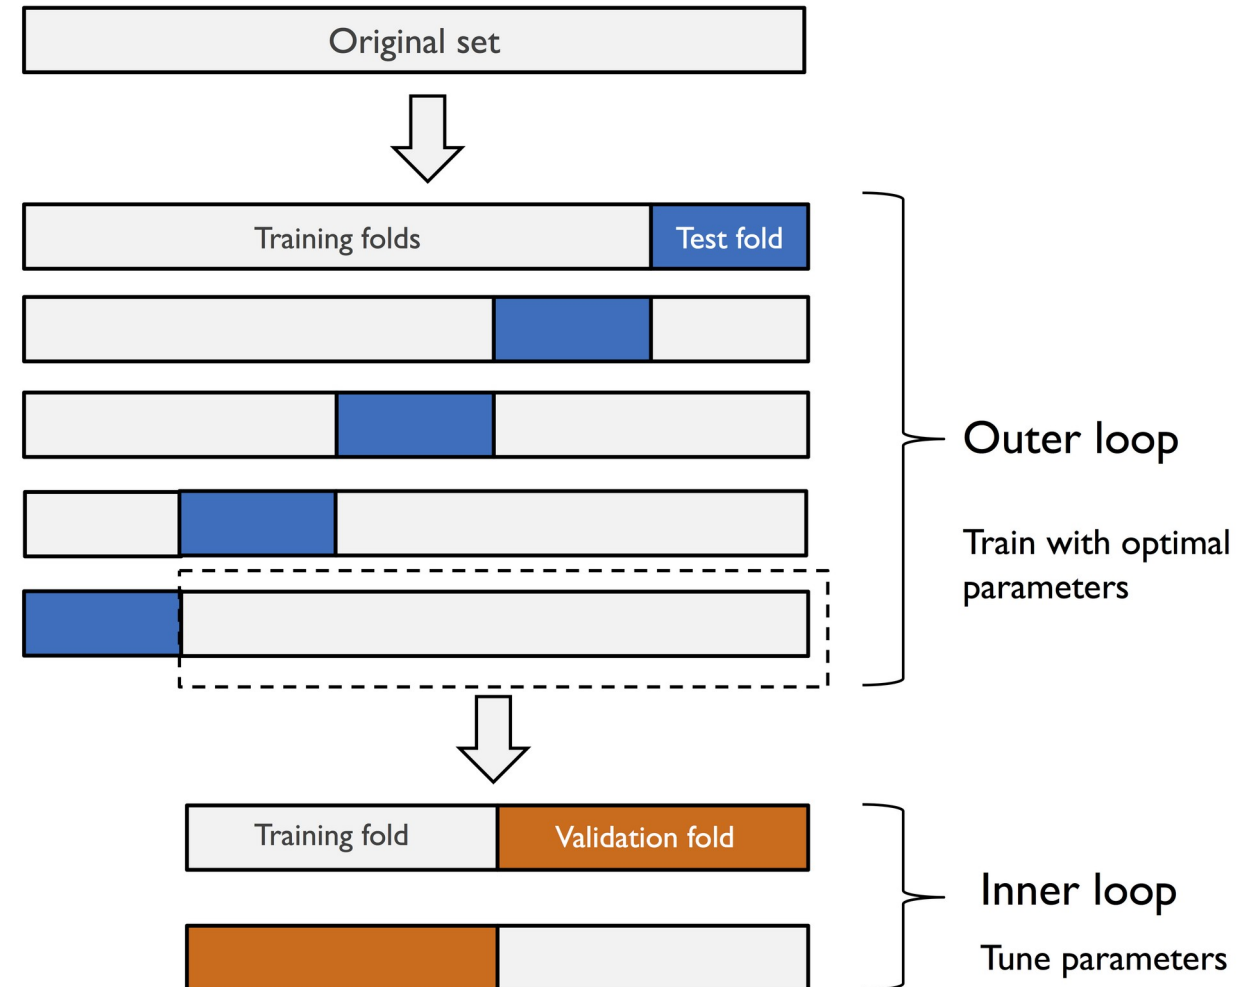 Original set
Training folds
Test fold
Outer loop
Train with optimal
parameters
Training fold
Validation fold
Inner loop
Tune parameters